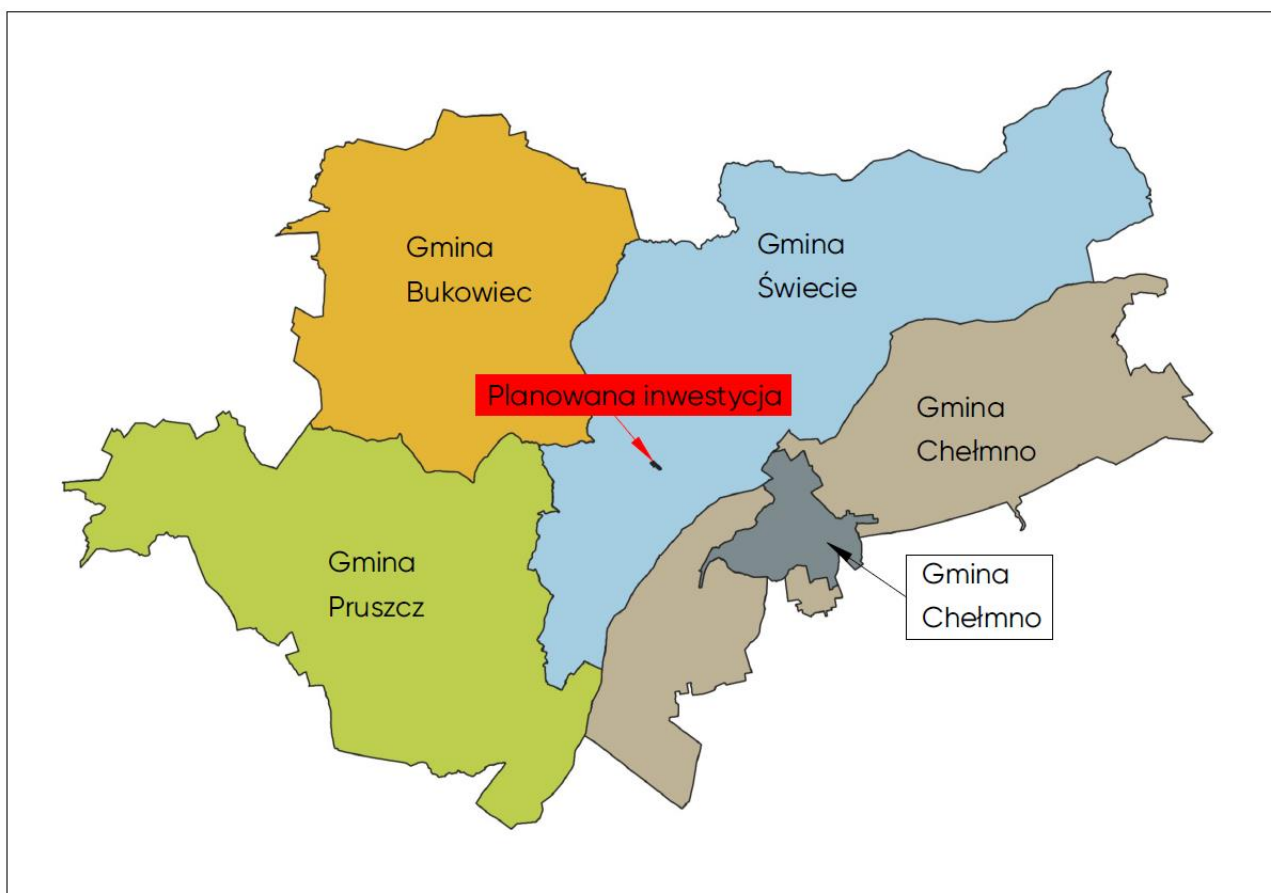 Gmina
Bukowiec
Gmina
Świecie
Planowana inwestycja
Gmina
Chełmno
Gmina
Pruszcz
Gmina
Chełmno